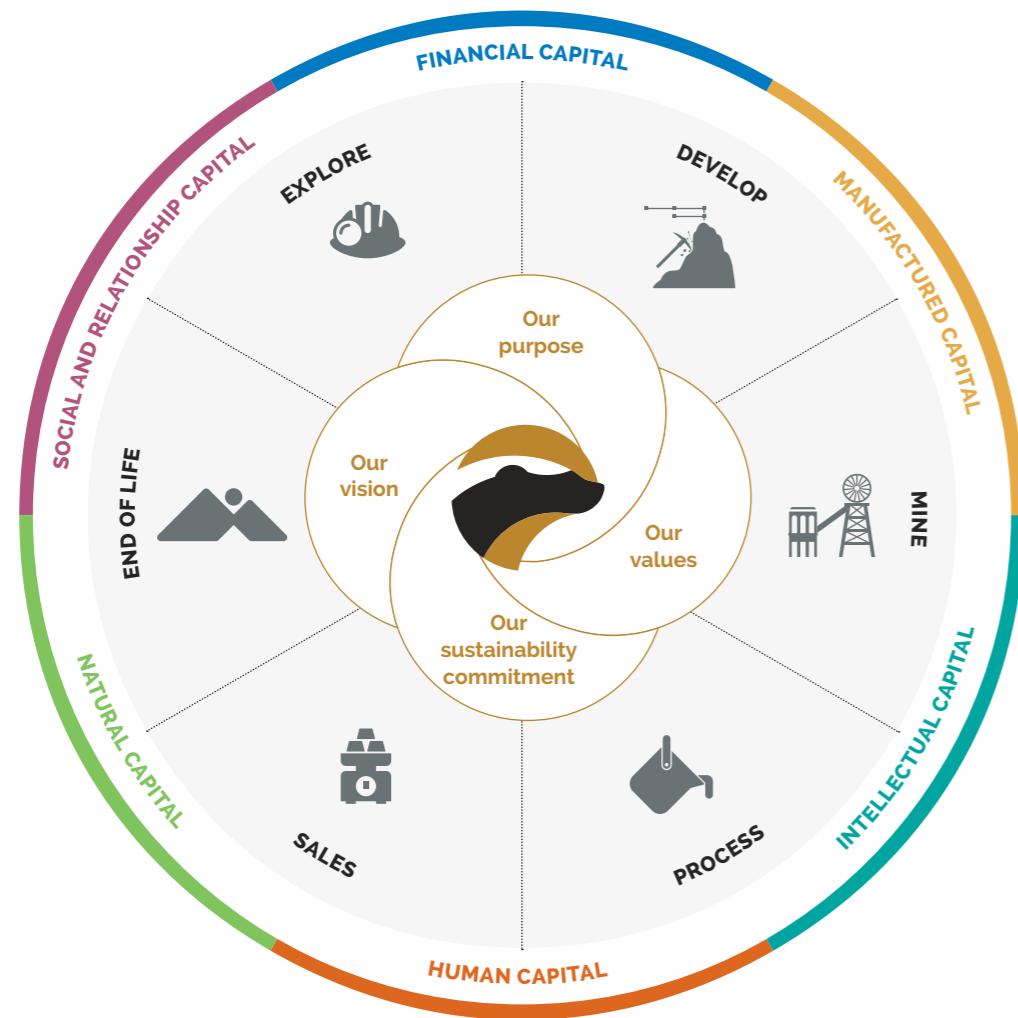 FINANCIAL CAPITAL
MANUFACTURED CAPITAL
INTELLECTUAL CAPITAL
HUMAN CAPITAL
NATURAL CAPITAL
SOCIAL AND RELATIONSHIP CAPITAL
EXPLORE
DEVELOP
MINE
PROCESS
SALES
END OF LIFE
Our
purpose
Our
values
Our
sustainability
commitment
Our
vision